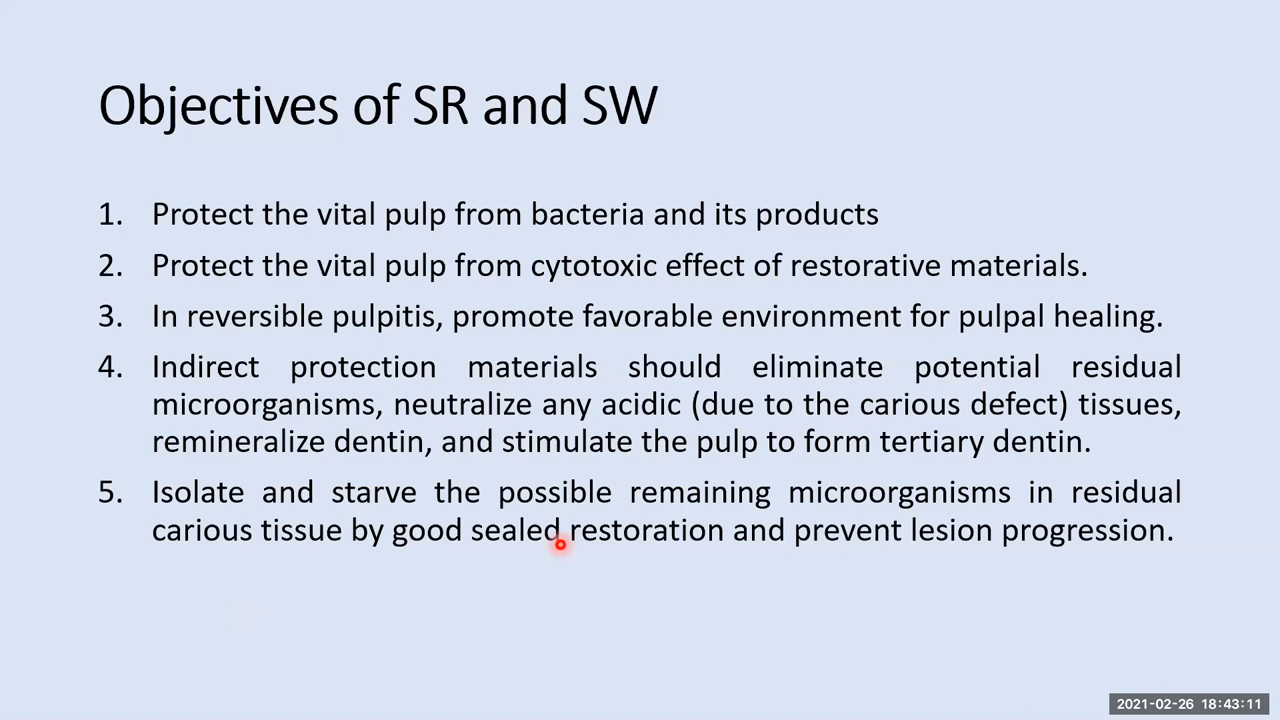 Objectives of SR and SW
1. Protect the vital pulp from bacteria and its products
2. Protect the vital pulp from cytotoxic effect of restorative materials.
3. In reversible pulpitis, promote favorable environment for pulpal healing.
4. Indirect protection materials should eliminate potential residual
microorganisms, neutralize any acidic (due to the carious defect) tissues,
remineralize dentin, and stimulate the pulp to form tertiary dentin.
5. Isolate and starve the possible remaining microorganisms in residual
carious tissue by good sealed restoration and prevent lesion progression.
2021-02-26 18:43:11